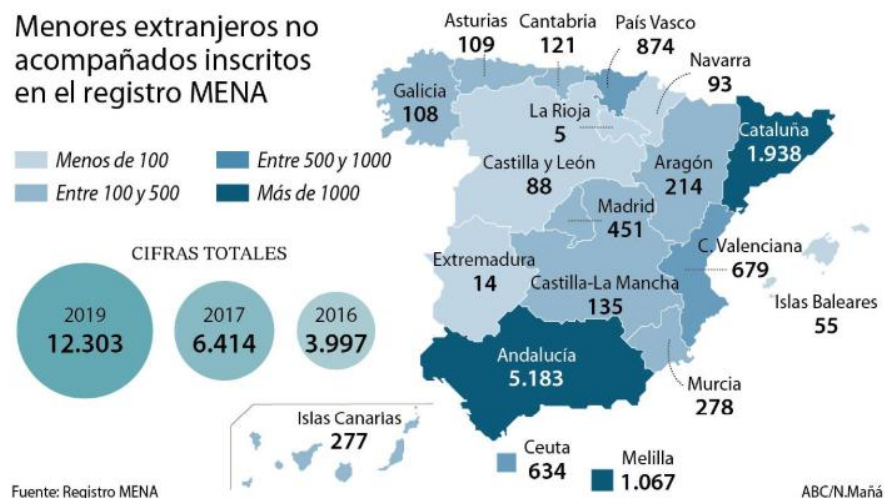 Menores extranjeros no
acompañados inscritos
en el registro MENA
Menos de 100
Entre 100 y 500
Entre 500 y 1000
Más de 1000
CIFRAS TOTALES
2019
12.303
2017
6.414
2016
3.997
Asturias
109
Cantabria
121
País Vasco
874
Navarra
93
Galicia
108
La Rioja
5
Cataluña
1.938
Castilla y León
88
Aragón
214
Madrid
451
C. Valenciana
679
Extremadura
14
Castilla-La Mancha
135
Islas Baleares
55
Andalucía
5.183
Murcia
278
Islas Canarias
277
Ceuta
634
Melilla
1.067
Fuente: Registro MENA
ABC/N.Mañá